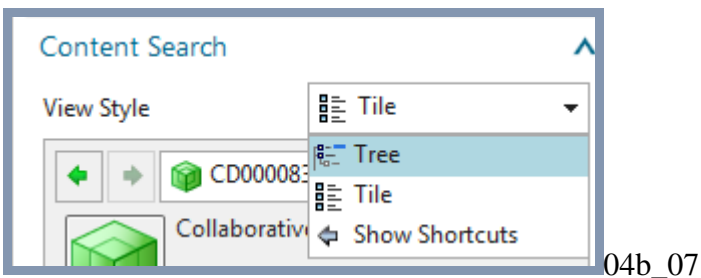 Content Search
View Style
Tile
Tree
CD000083
Tile
Collaborativ
Show Shortcuts
04b_07